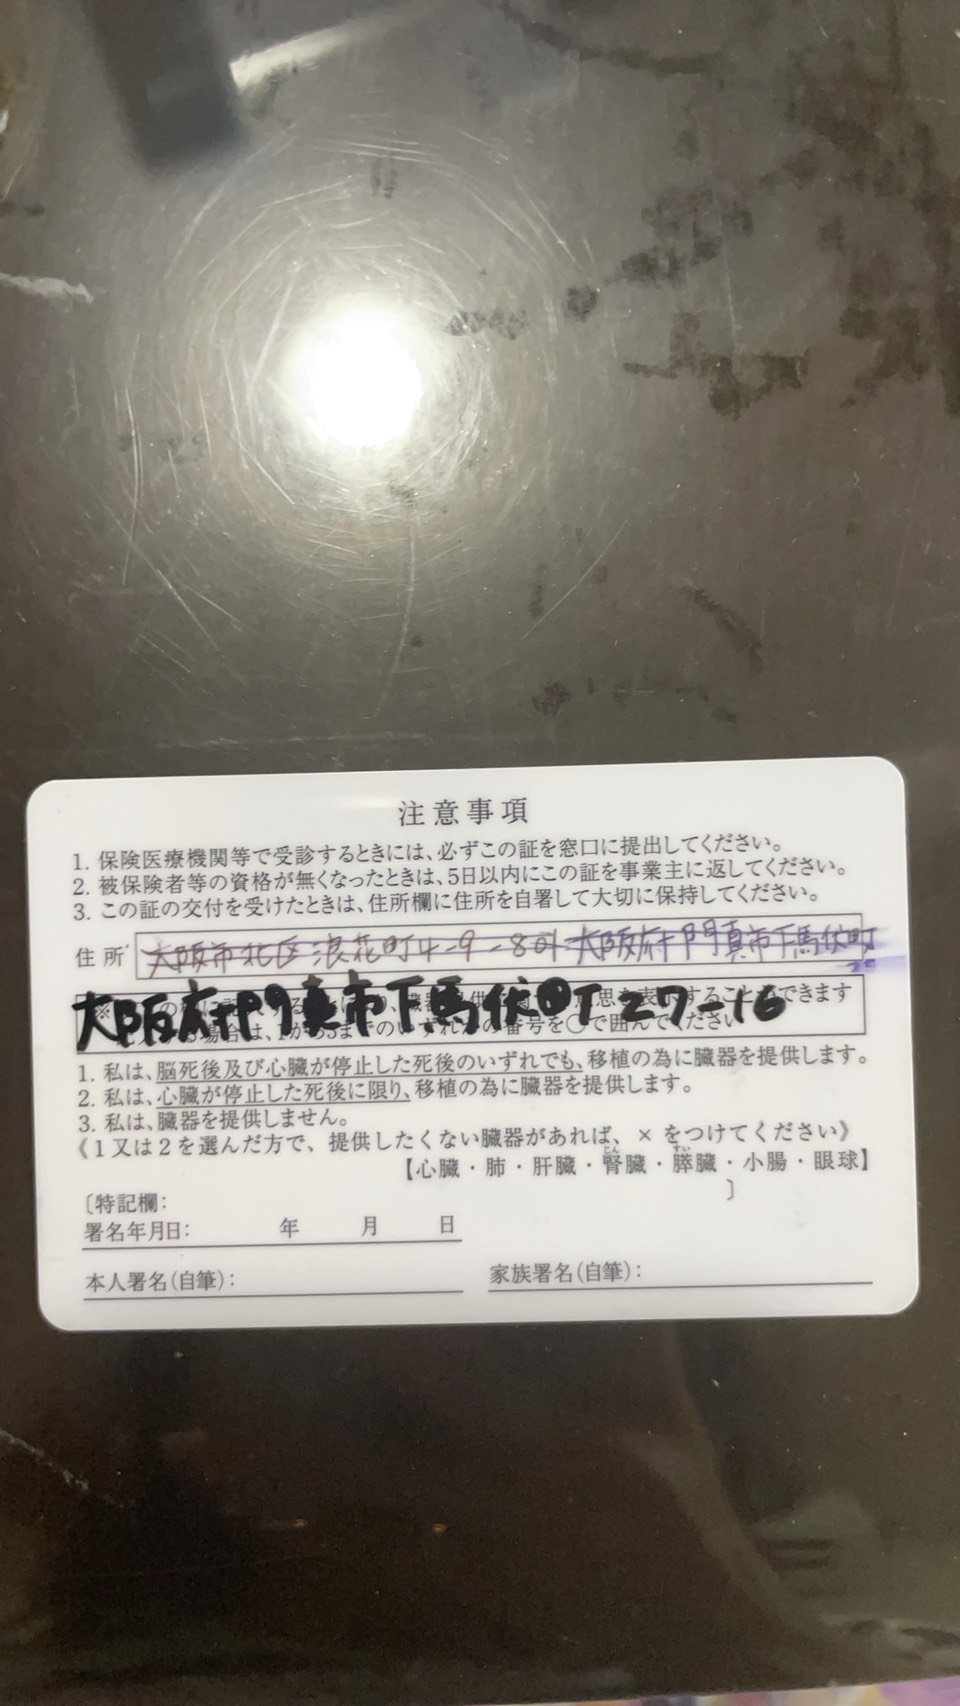 注意事項
1. 保険医療機関等で受診するときには、必ずこの証を窓口に提出してください。
2. 被保険者等の資格が無くなったときは、5日以内にこの証を事業主に返してください。
3. この証の交付を受けたときは、住所欄に住所を自署して大切に保持してください。
住所 大阪市北区浪花町4-9-801 大阪府門真市下馬伏町
大阪府門真市下馬伏町27-16
1. 私は、脳死後及び心臓が停止した死後のいずれでも、移植の為に臓器を提供します。
2. 私は、心臓が停止した死後に限り、移植の為に臓器を提供します。
3. 私は、臓器を提供しません。
《1又は2を選んだ方で、提供したくない臓器があれば、×をつけてください》
【心臓・肺・肝臓・腎臓・膵臓・小腸・眼球】
〔特記欄: 〕
署名年月日: 年 月 日
本人署名(自筆): 家族署名(自筆):